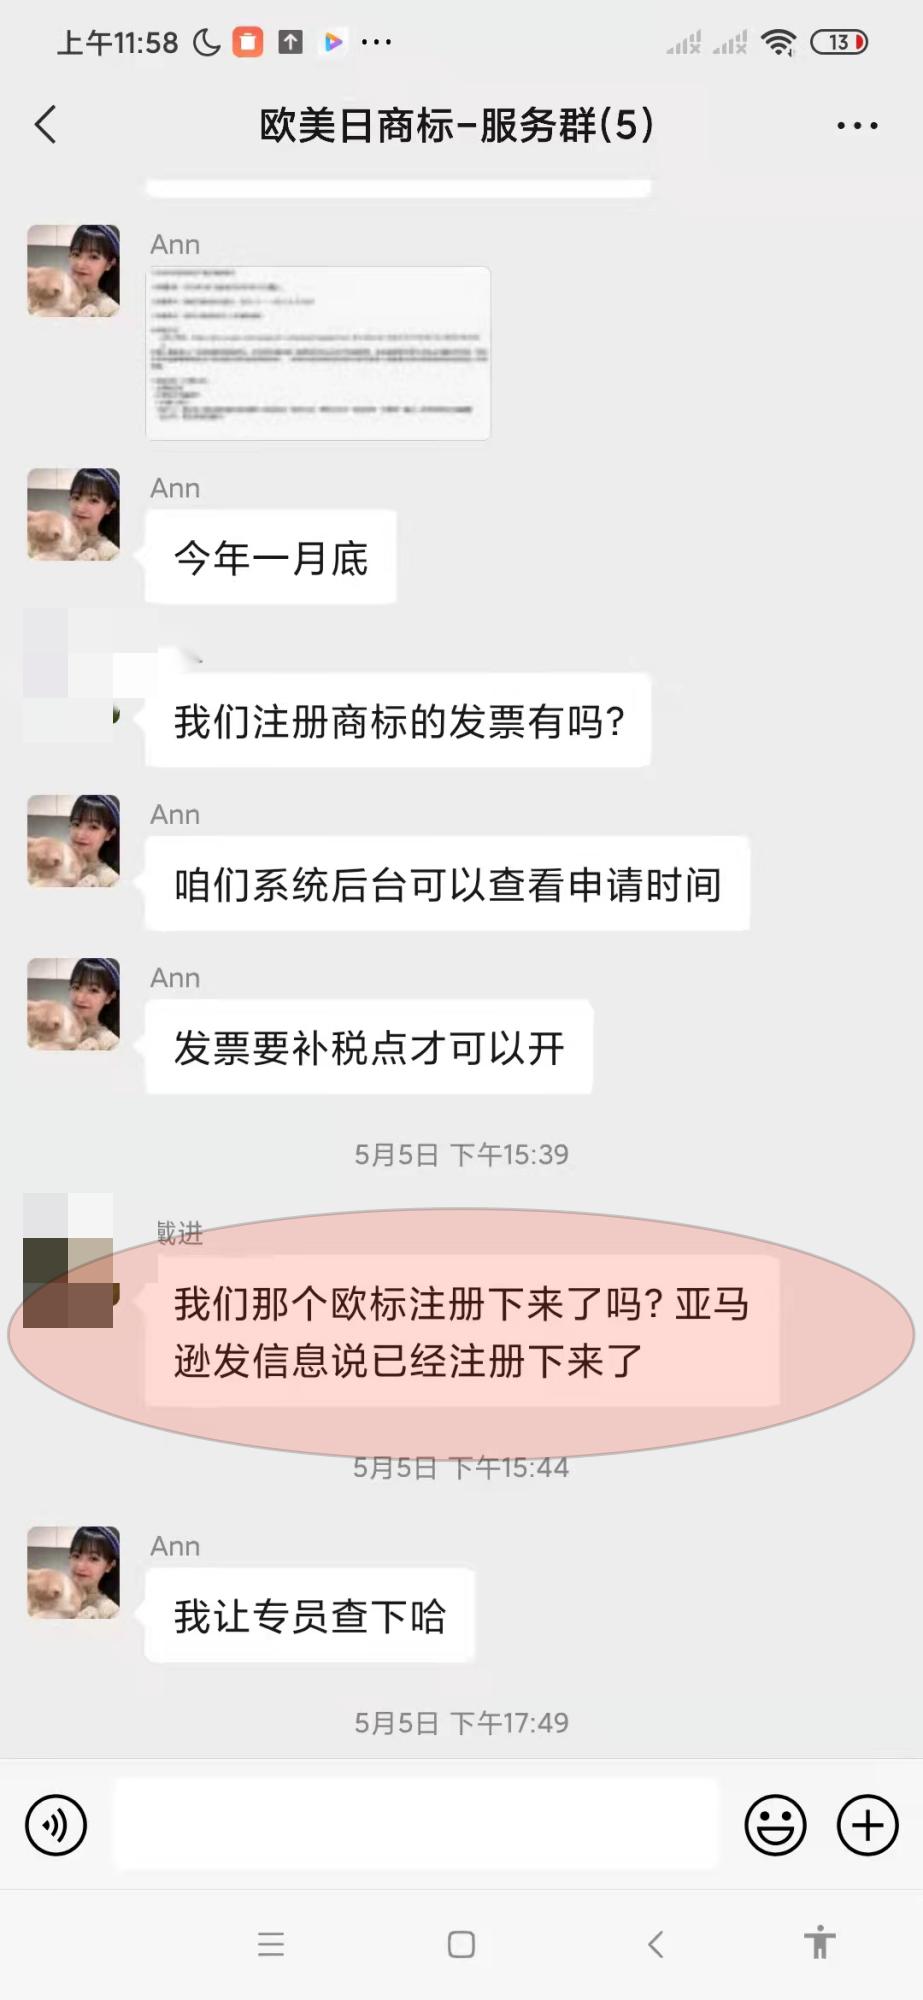 上午11:58
13
欧美日商标-服务群(5)
Ann
Ann
今年一月底
我们注册商标的发票有吗?
Ann
咱们系统后台可以查看申请时间
Ann
发票要补税点才可以开
5月5日 下午15:39
戴进
我们那个欧标注册下来了吗? 亚马
逊发信息说已经注册下来了
5月5日 下午15:44
Ann
我让专员查下哈
5月5日 下午17:49